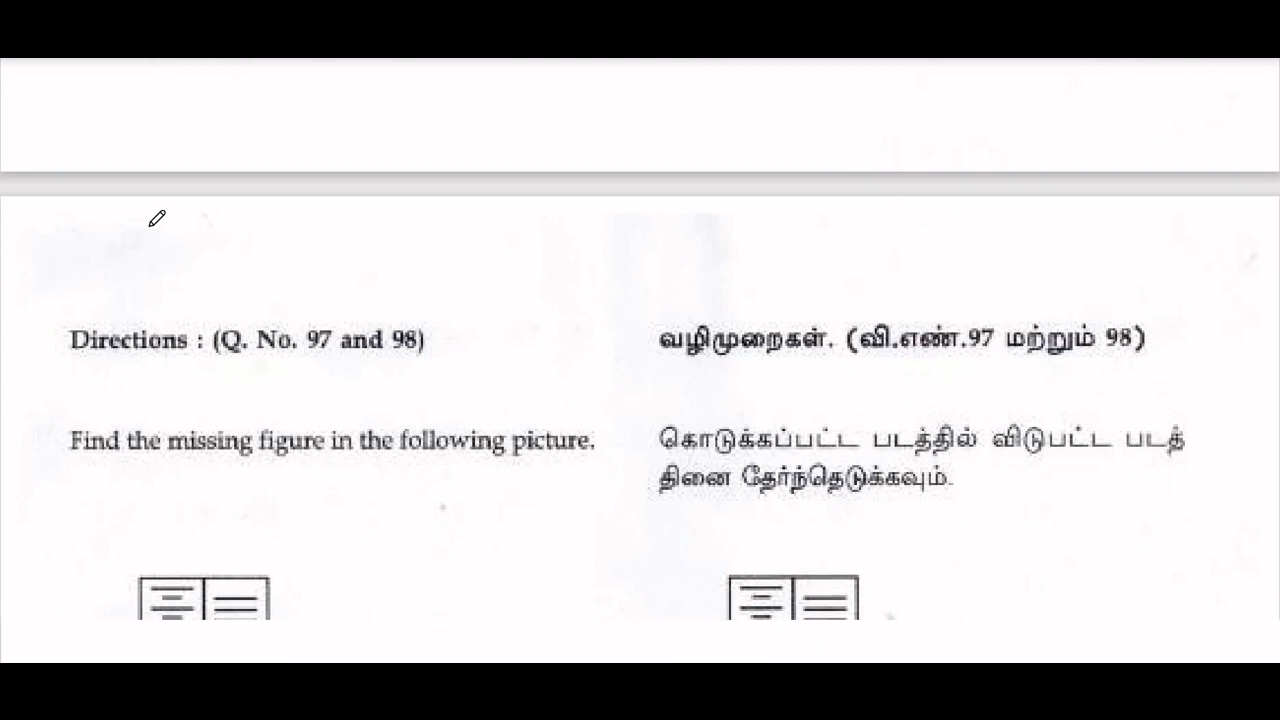 Directions : (Q. No. 97 and 98)
Find the missing figure in the following picture.
வழிமுறைகள். (வி.எண்.97 மற்றும் 98)
கொடுக்கப்பட்ட படத்தில் விடுபட்ட படத்
தினை தேர்ந்தெடுக்கவும்.